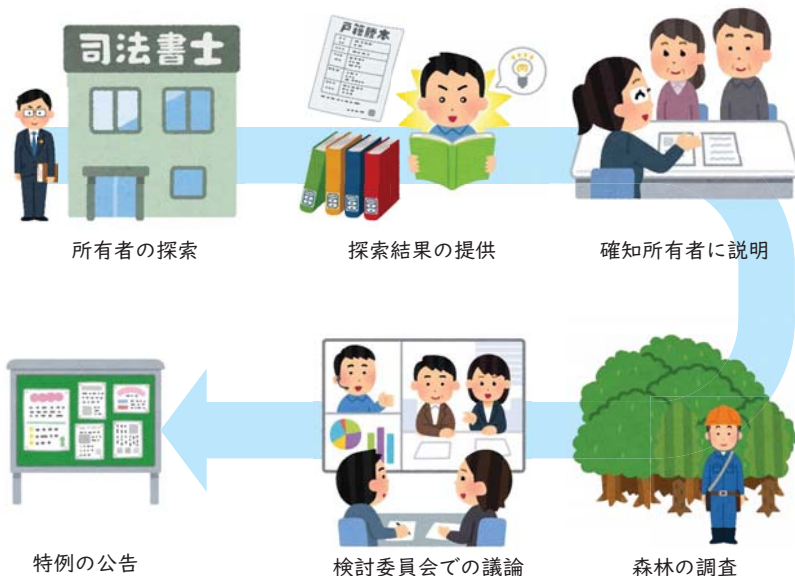 司法書士
戸籍謄本
所有者の探索
探索結果の提供
確知所有者に説明
特例の公告
検討委員会での議論
森林の調査